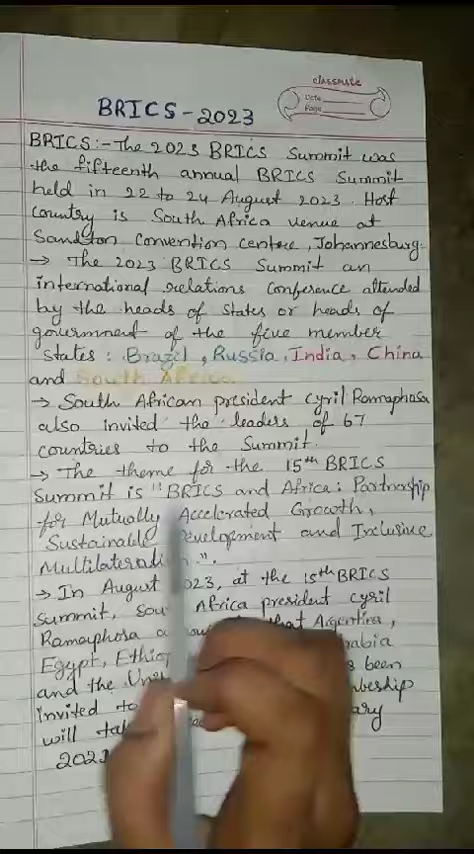 classmate
Date
Page
BRICS - 2023
BRICS :- The 2023 BRICS Summit was
the fifteenth annual BRICS Summit
held in 22 to 24 August 2023. Host
country is South Africa venue at
Sandton Convention centre, Johannesburg.
→ The 2023 BRICS Summit an
international relations conference attended
by the heads of states or heads of
government of the five member
states : Brazil, Russia, India, China
and South Africa.
→ South African president cyril Ramaphosa
also invited the leaders of 67
countries to the Summit.
→ The theme for the 15th BRICS
Summit is "BRICS and Africa: Partnership
for Mutually Accelerated Growth,
Sustainable Development and Inclusive
Multilaterali ".
→ In August 2023, at the 15th BRICS
summit, Sou Africa president cyril
Ramaphosa that Argentina,
Egypt, Ethio
and the Uni been
invited to
will